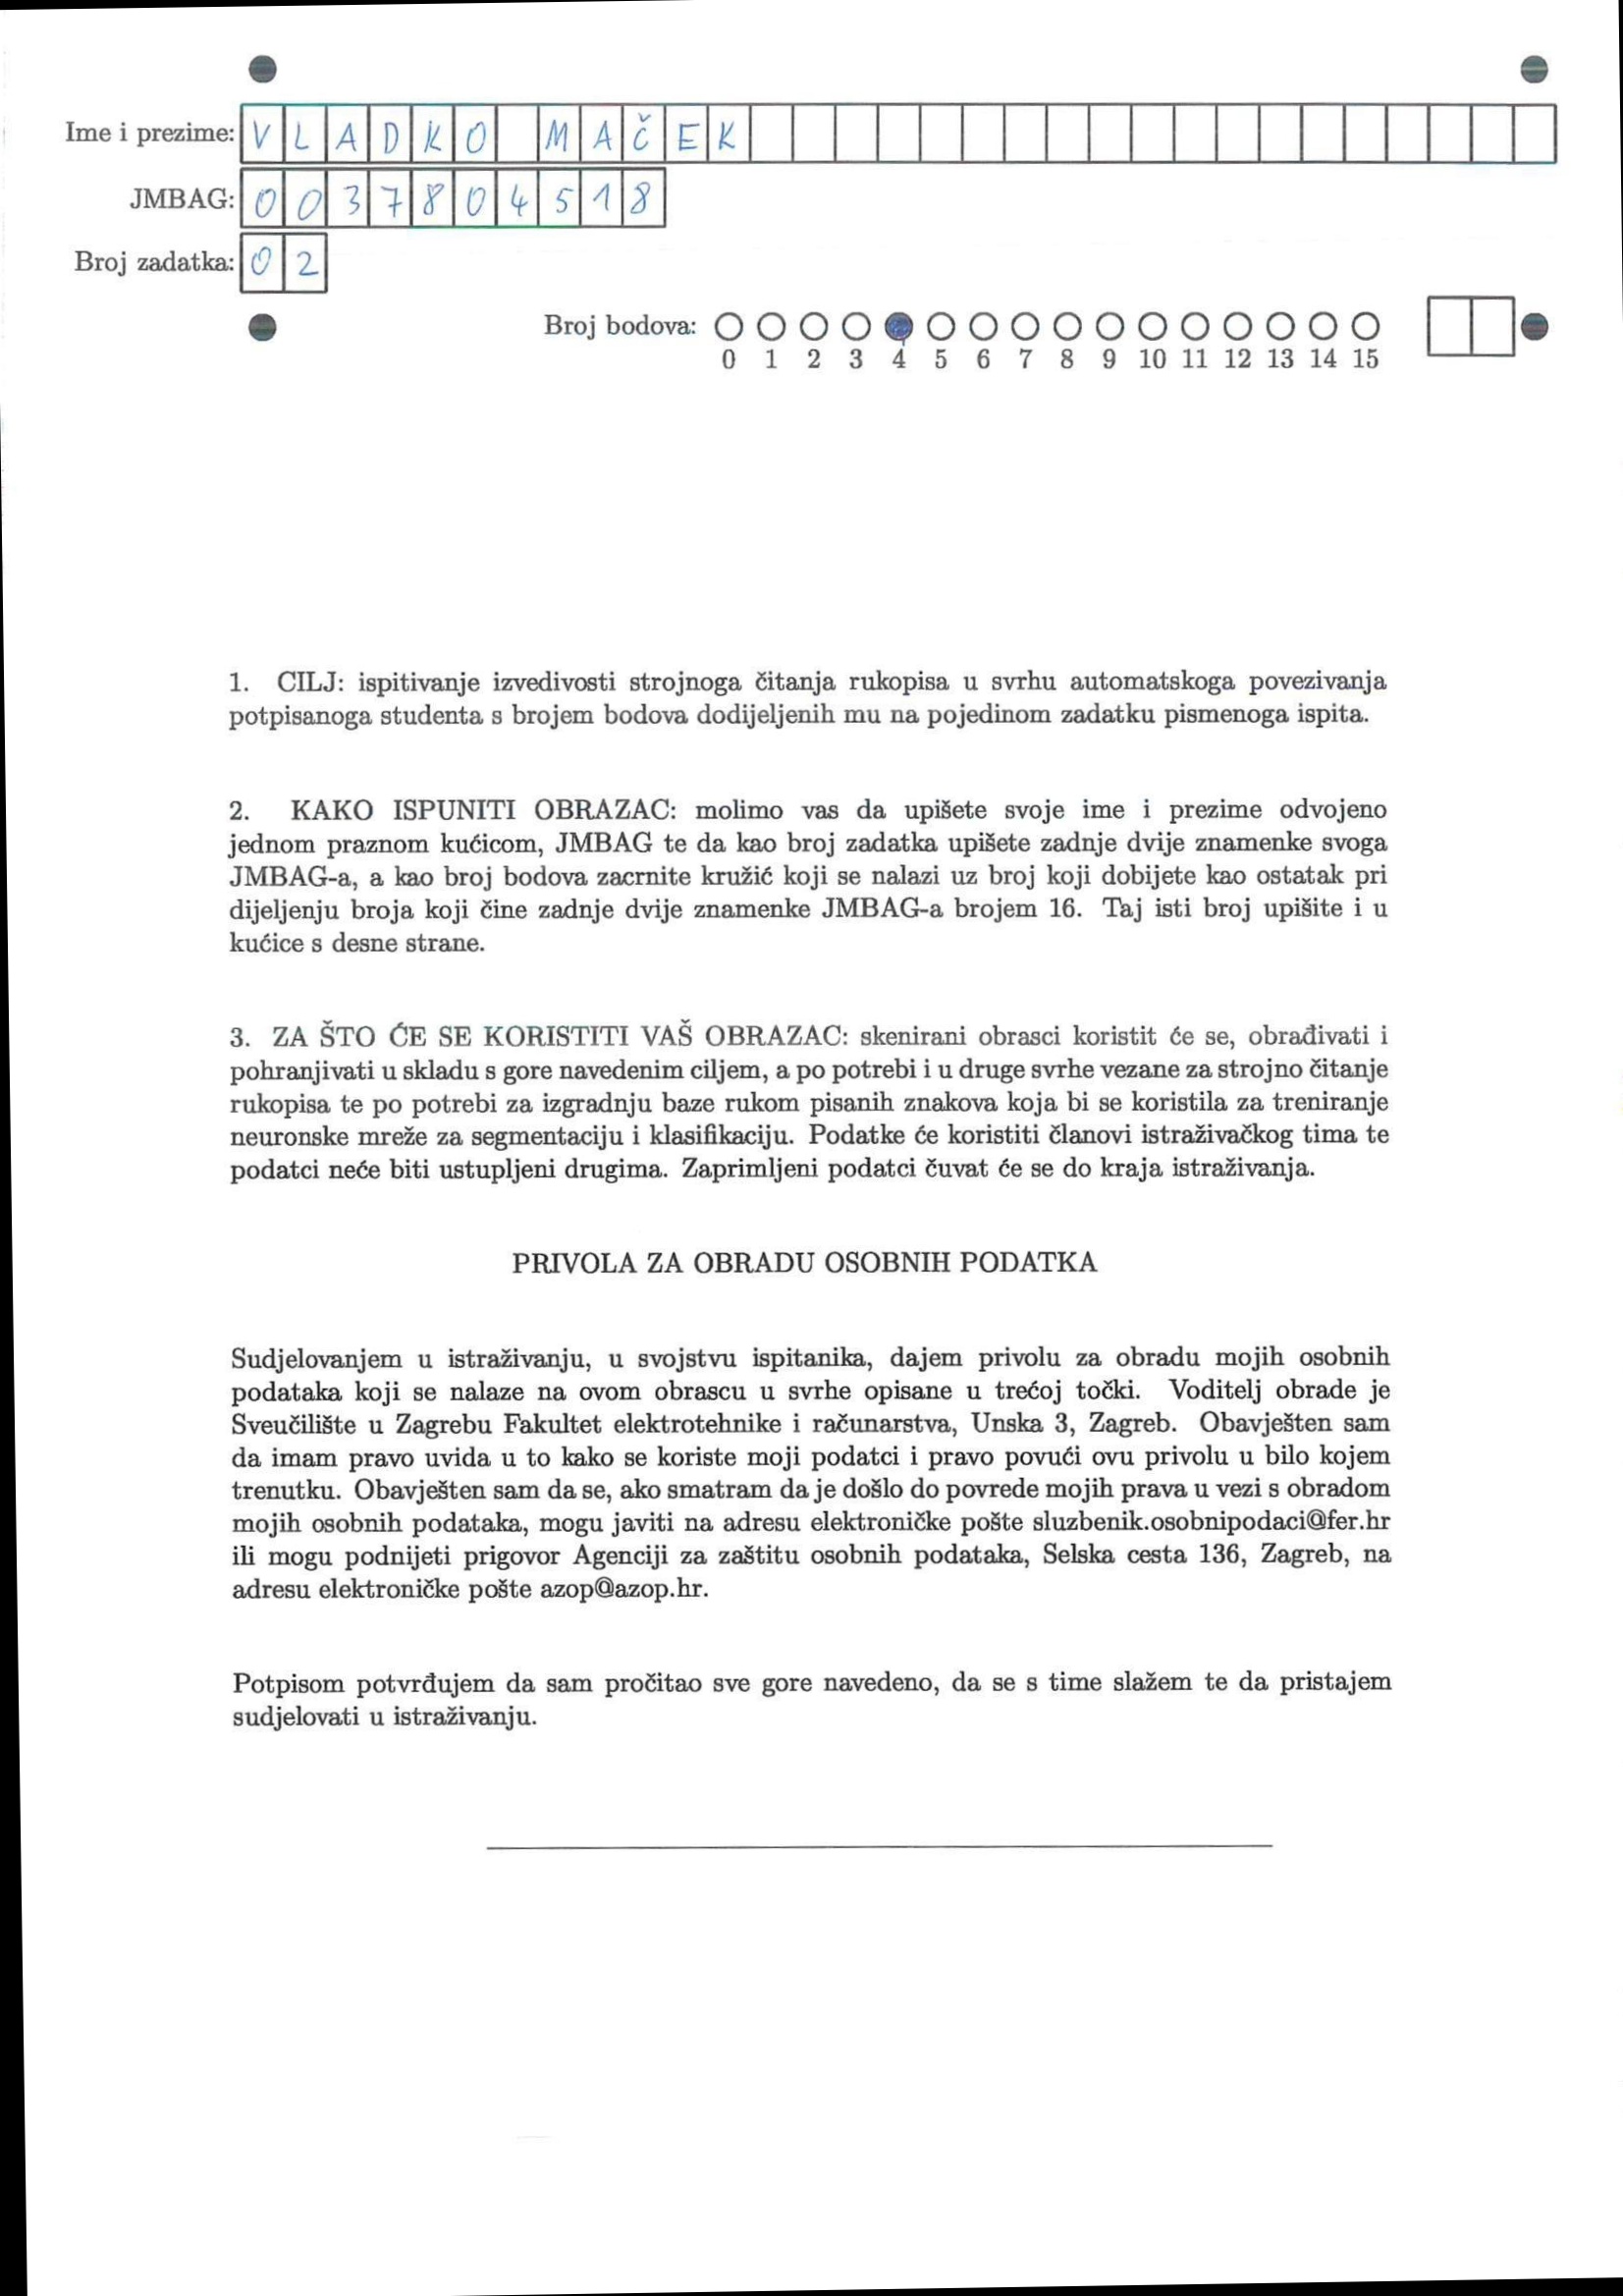 Ime i prezime: VLADKO MAČEK
JMBAG: 0037804518
Broj zadatka: 02
Broj bodova:
0 1 2 3 4 5 6 7 8 9 10 11 12 13 14 15
1. CILJ: ispitivanje izvedivosti strojnoga čitanja rukopisa u svrhu automatskoga povezivanja
potpisanoga studenta s brojem bodova dodijeljenih mu na pojedinom zadatku pismenoga ispita.
2. KAKO ISPUNITI OBRAZAC: molimo vas da upišete svoje ime i prezime odvojeno
jednom praznom kućicom, JMBAG te da kao broj zadatka upišete zadnje dvije znamenke svoga
JMBAG-a, a kao broj bodova zacrnite kružić koji se nalazi uz broj koji dobijete kao ostatak pri
dijeljenju broja koji čine zadnje dvije znamenke JMBAG-a brojem 16. Taj isti broj upišite i u
kućice s desne strane.
3. ZA ŠTO ĆE SE KORISTITI VAŠ OBRAZAC: skenirani obrasci koristit će se, obrađivati i
pohranjivati u skladu s gore navedenim ciljem, a po potrebi i u druge svrhe vezane za strojno čitanje
rukopisa te po potrebi za izgradnju baze rukom pisanih znakova koja bi se koristila za treniranje
neuronske mreže za segmentaciju i klasifikaciju. Podatke će koristiti članovi istraživačkog tima te
podatci neće biti ustupljeni drugima. Zaprimljeni podatci čuvat će se do kraja istraživanja.
PRIVOLA ZA OBRADU OSOBNIH PODATKA
Sudjelovanjem u istraživanju, u svojstvu ispitanika, dajem privolu za obradu mojih osobnih
podataka koji se nalaze na ovom obrascu u svrhe opisane u trećoj točki. Voditelj obrade je
Sveučilište u Zagrebu Fakultet elektrotehnike i računarstva, Unska 3, Zagreb. Obavješten sam
da imam pravo uvida u to kako se koriste moji podatci i pravo povući ovu privolu u bilo kojem
trenutku. Obavješten sam da se, ako smatram da je došlo do povrede mojih prava u vezi s obradom
mojih osobnih podataka, mogu javiti na adresu elektroničke pošte sluzbenik.osobnipodaci@fer.hr
ili mogu podnijeti prigovor Agenciji za zaštitu osobnih podataka, Selska cesta 136, Zagreb, na
adresu elektroničke pošte azop@azop.hr.
Potpisom potvrđujem da sam pročitao sve gore navedeno, da se s time slažem te da pristajem
sudjelovati u istraživanju.